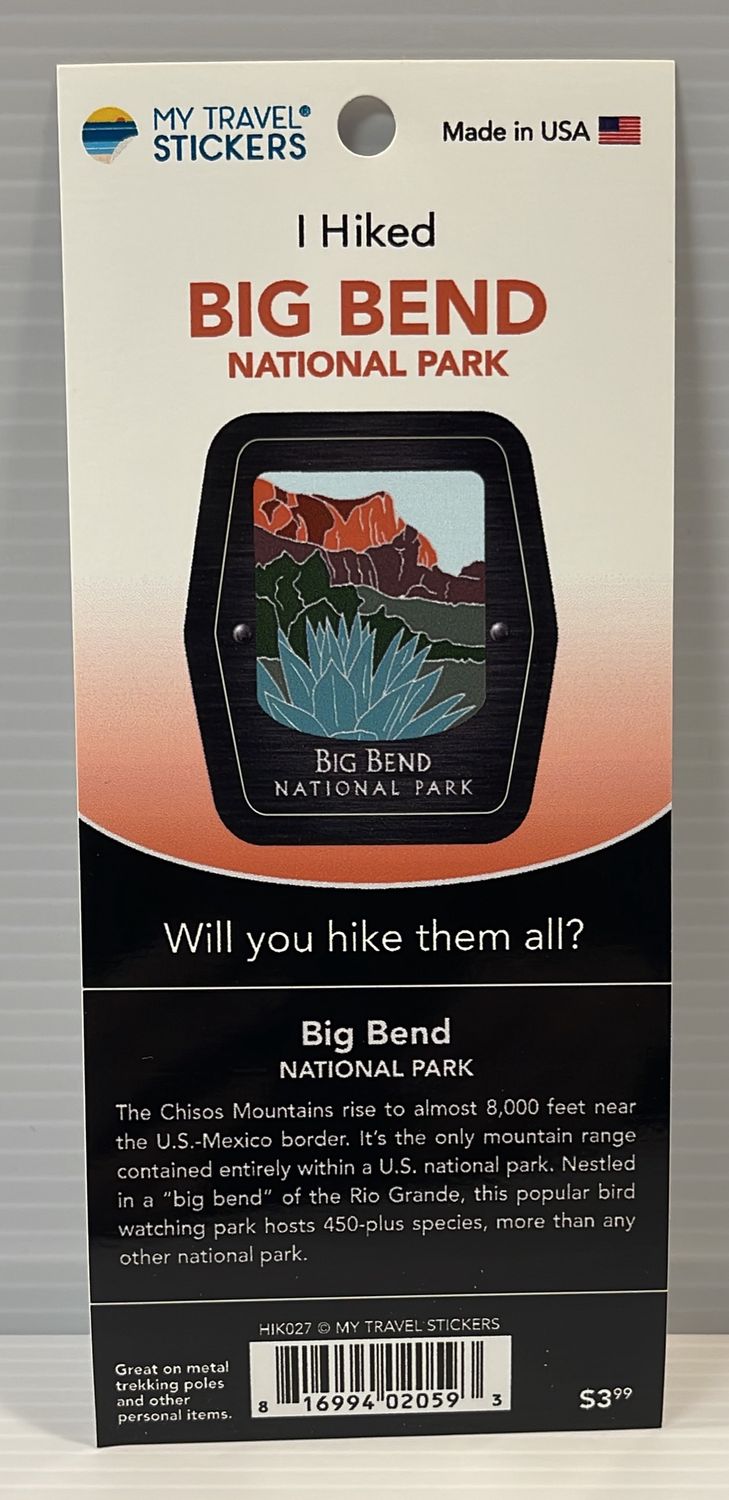 MY TRAVEL®
STICKERS
Made in USA
I Hiked
BIG BEND
NATIONAL PARK
BIG BEND
NATIONAL PARK
Will you hike them all?
Big Bend
NATIONAL PARK
The Chisos Mountains rise to almost 8,000 feet near
the U.S.-Mexico border. It's the only mountain range
contained entirely within a U.S. national park. Nestled
in a "big bend" of the Rio Grande, this popular bird
watching park hosts 450-plus species, more than any
other national park.
HIK027 © MY TRAVEL STICKERS
Great on metal
trekking poles
and other
personal items.
8 16994 02059 3
$3⁹⁹